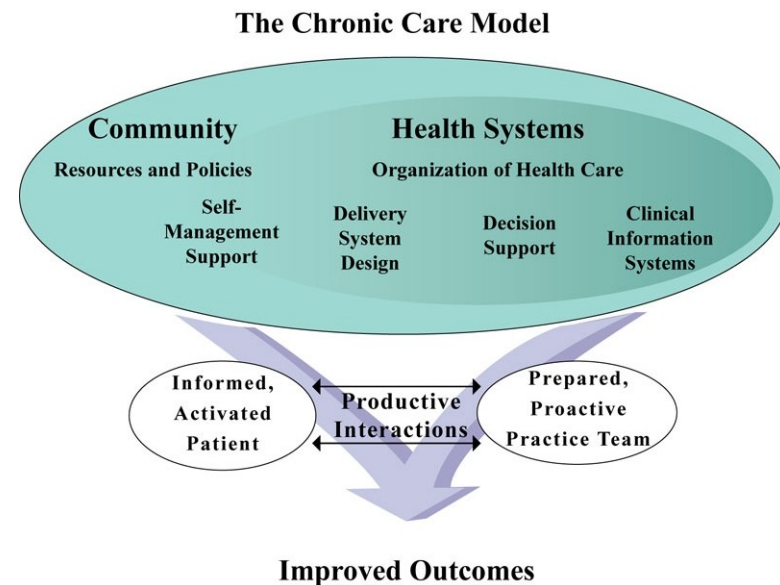 The Chronic Care Model
Community
Health Systems
Resources and Policies
Organization of Health Care
Self-
Management
Support
Delivery
System
Design
Decision
Support
Clinical
Information
Systems
Informed,
Activated
Patient
Productive
Interactions
Prepared,
Proactive
Practice Team
Improved Outcomes